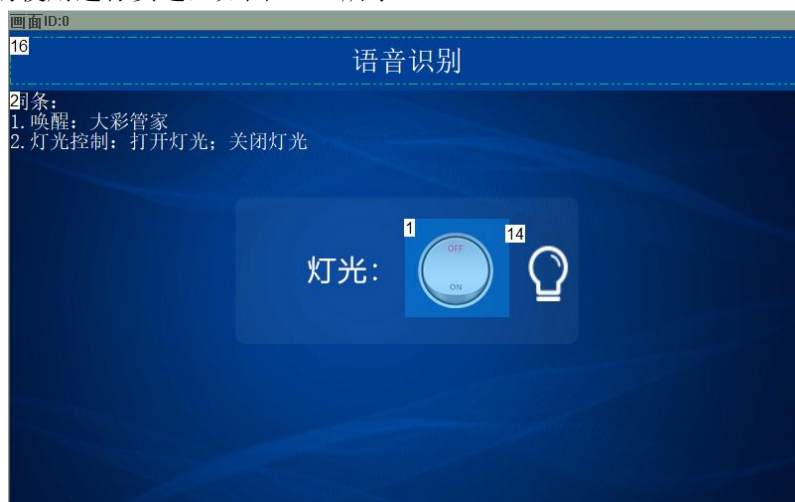 画面ID:0
16
语音识别
2词条:
1.唤醒: 大彩管家
2.灯光控制: 打开灯光; 关闭灯光
1
14
灯光:
OFF
ON